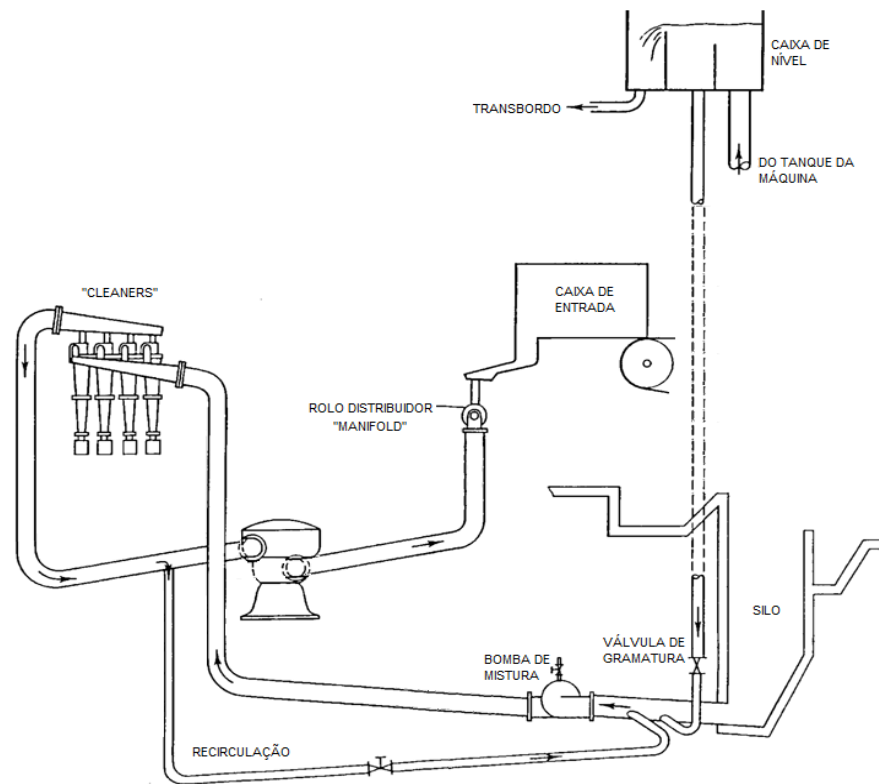 CAIXA DE
NÍVEL
TRANSBORDO
DO TANQUE DA
MÁQUINA
"CLEANERS"
CAIXA DE
ENTRADA
ROLO DISTRIBUIDOR
"MANIFOLD"
SILO
VÁLVULA DE
GRAMATURA
BOMBA DE
MISTURA
RECIRCULAÇÃO